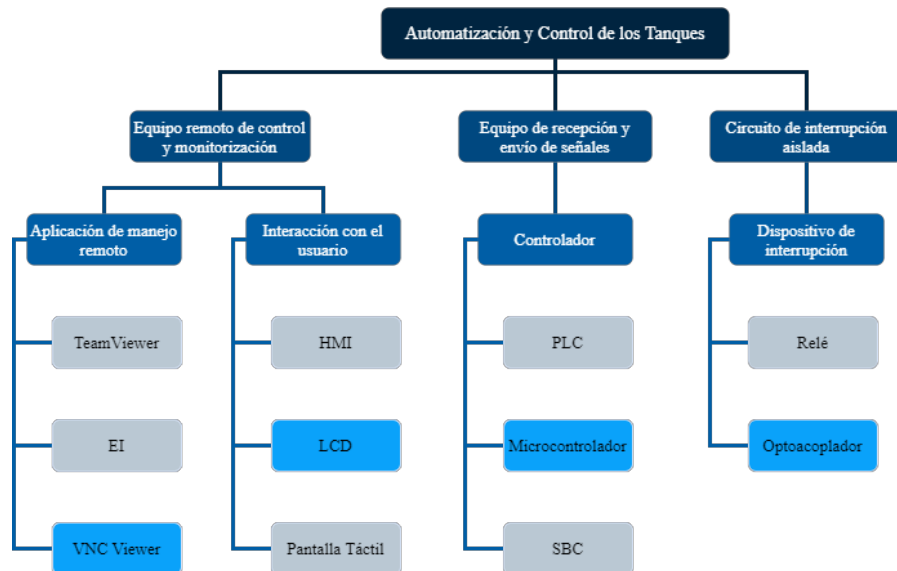 Automatización y Control de los Tanques
Equipo remoto de control
y monitorización
Equipo de recepción y
envío de señales
Circuito de interrupción
aislada
Aplicación de manejo
remoto
Interacción con el
usuario
Controlador
Dispositivo de
interrupción
TeamViewer
HMI
PLC
Relé
EI
LCD
Microcontrolador
Optoacoplador
VNC Viewer
Pantalla Táctil
SBC